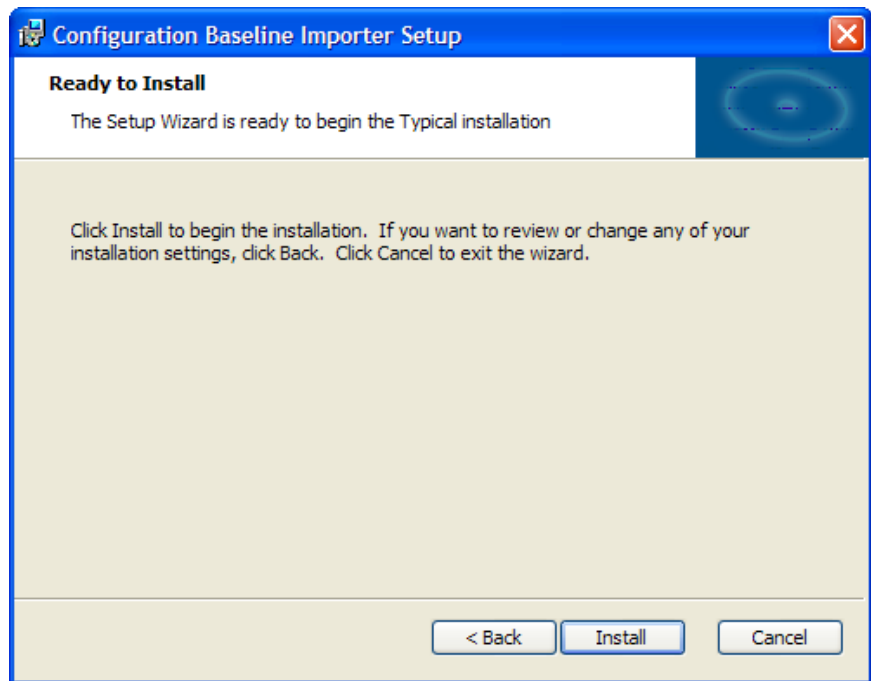 Configuration Baseline Importer Setup
Ready to Install
The Setup Wizard is ready to begin the Typical installation
Click Install to begin the installation.  If you want to review or change any of your
installation settings, click Back.  Click Cancel to exit the wizard.
< Back
Install
Cancel